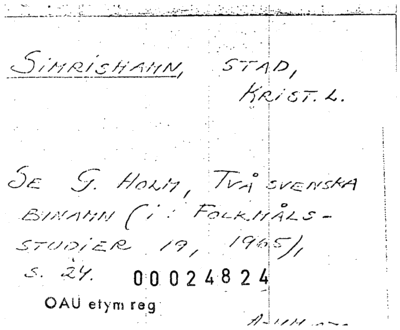 SIMRISHAMN, STAD,
KRIST. L.
SE G. HOLM, TVÅ SVENSKA
BINAMN (i: FOLKMÅLS-
STUDIER 19, 1965),
s. 24. 00024824
OAU etym reg